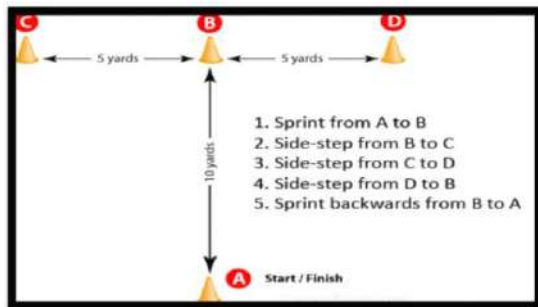 C B D
5 yards 5 yards
10 yards
1. Sprint from A to B
2. Side-step from B to C
3. Side-step from C to D
4. Side-step from D to B
5. Sprint backwards from B to A
A Start / Finish